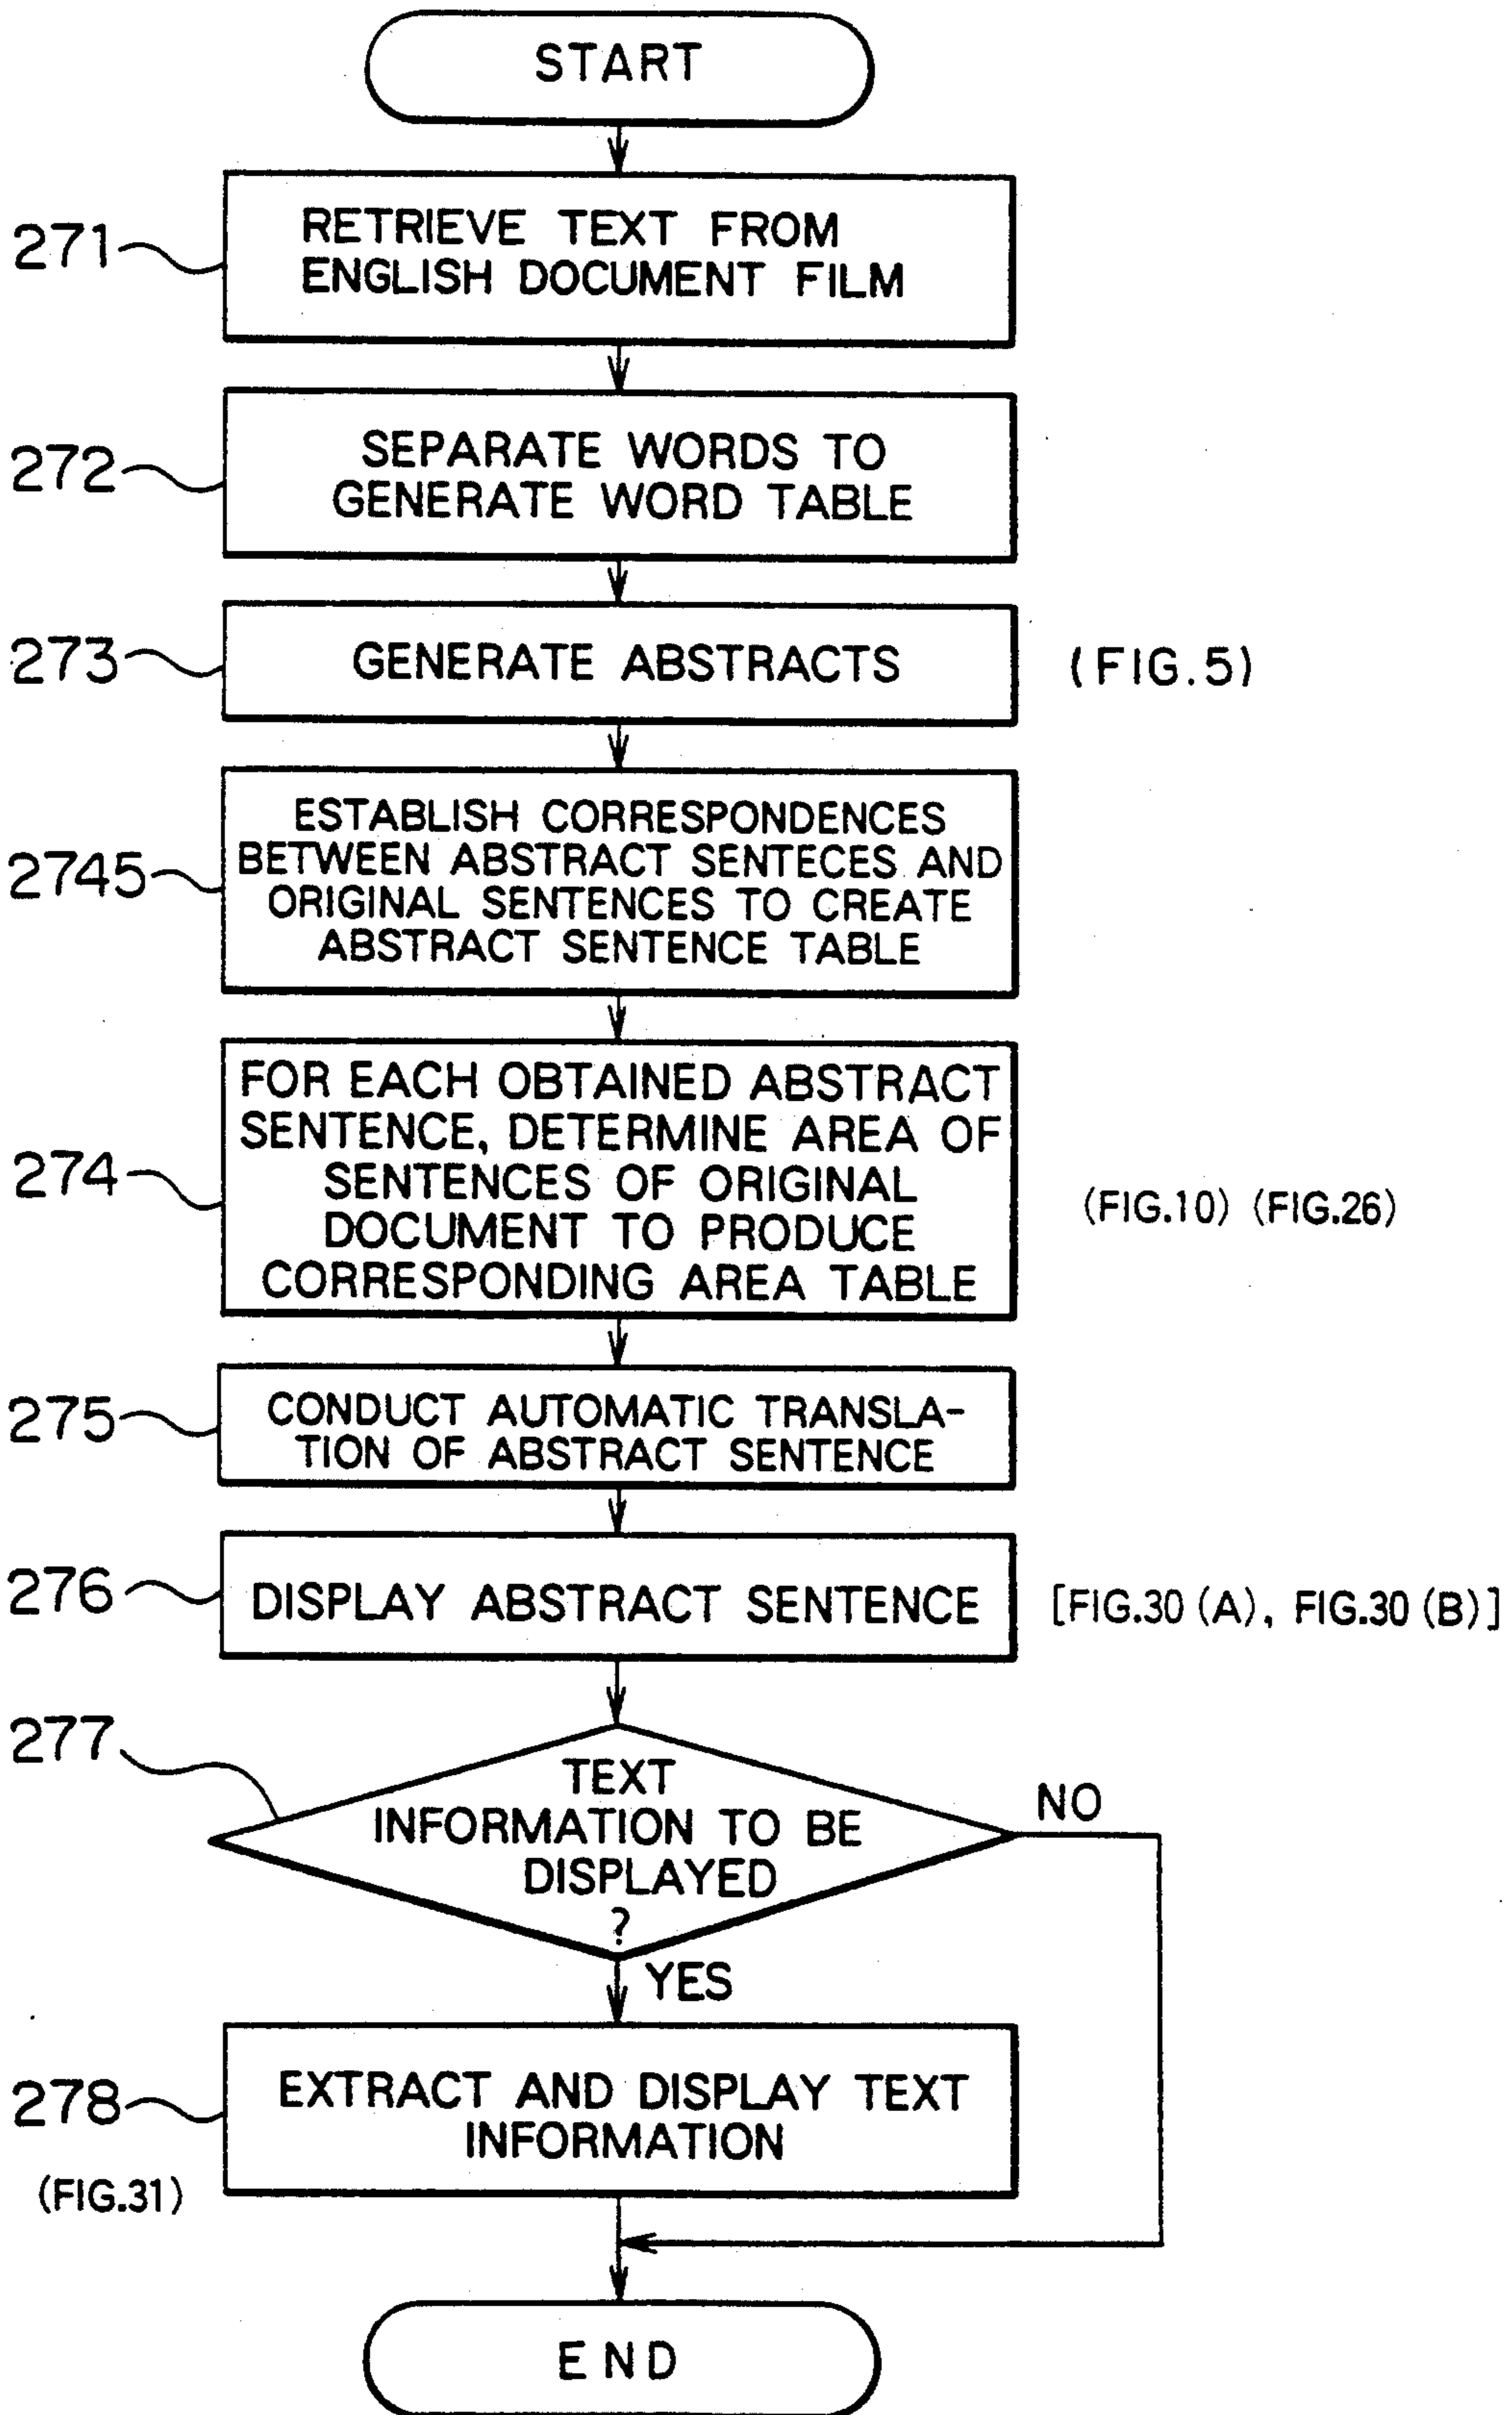 START
271
RETRIEVE TEXT FROM
ENGLISH DOCUMENT FILM
272
SEPARATE WORDS TO
GENERATE WORD TABLE
273
GENERATE ABSTRACTS
(FIG.5)
2745
ESTABLISH CORRESPONDENCES
BETWEEN ABSTRACT SENTECES AND
ORIGINAL SENTENCES TO CREATE
ABSTRACT SENTENCE TABLE
274
FOR EACH OBTAINED ABSTRACT
SENTENCE, DETERMINE AREA OF
SENTENCES OF ORIGINAL
DOCUMENT TO PRODUCE
CORRESPONDING AREA TABLE
(FIG.10) (FIG.26)
275
CONDUCT AUTOMATIC TRANSLA-
TION OF ABSTRACT SENTENCE
276
DISPLAY ABSTRACT SENTENCE
[FIG.30 (A), FIG.30 (B)]
277
TEXT
INFORMATION TO BE
DISPLAYED
?
NO
YES
278
(FIG.31)
EXTRACT AND DISPLAY TEXT
INFORMATION
END